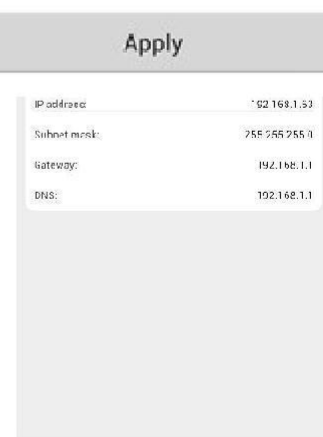 Apply
IP address: 192.168.1.53
Subnet mask: 255.255.255.0
Gateway: 192.168.1.1
DNS: 192.168.1.1